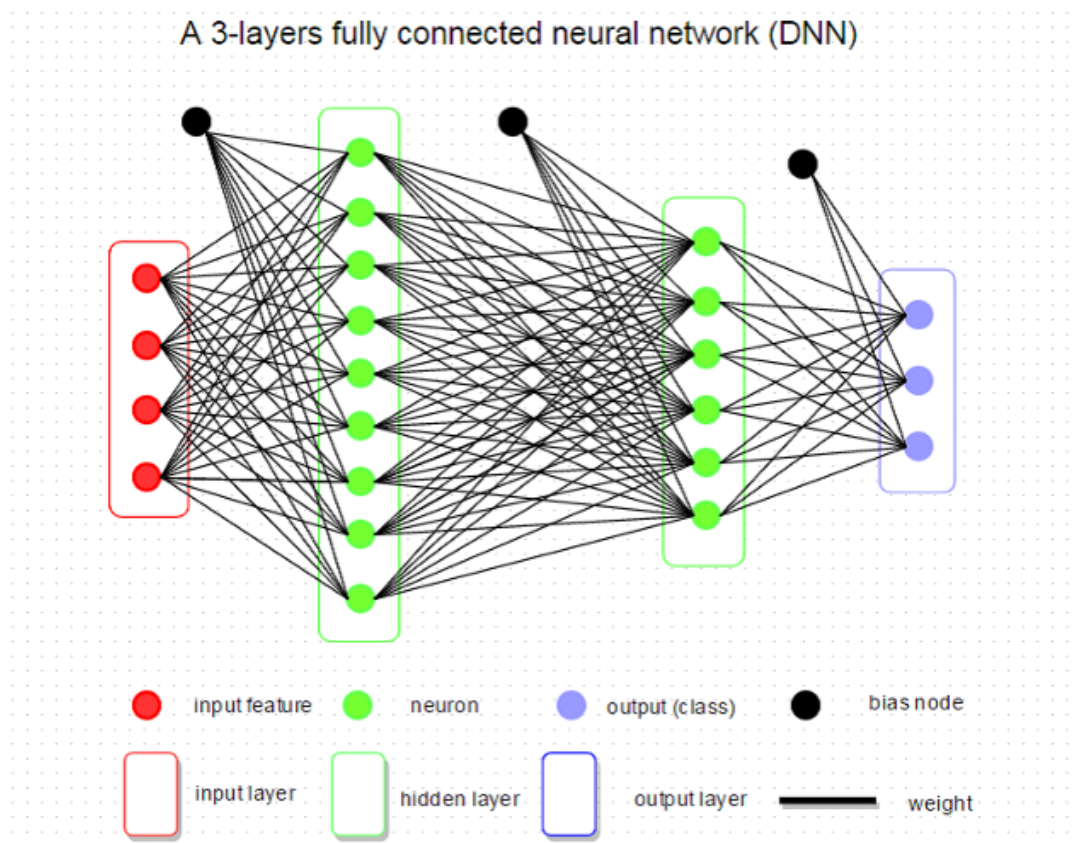 A 3-layers fully connected neural network (DNN)
input feature
neuron
output (class)
bias node
input layer
hidden layer
output layer
weight